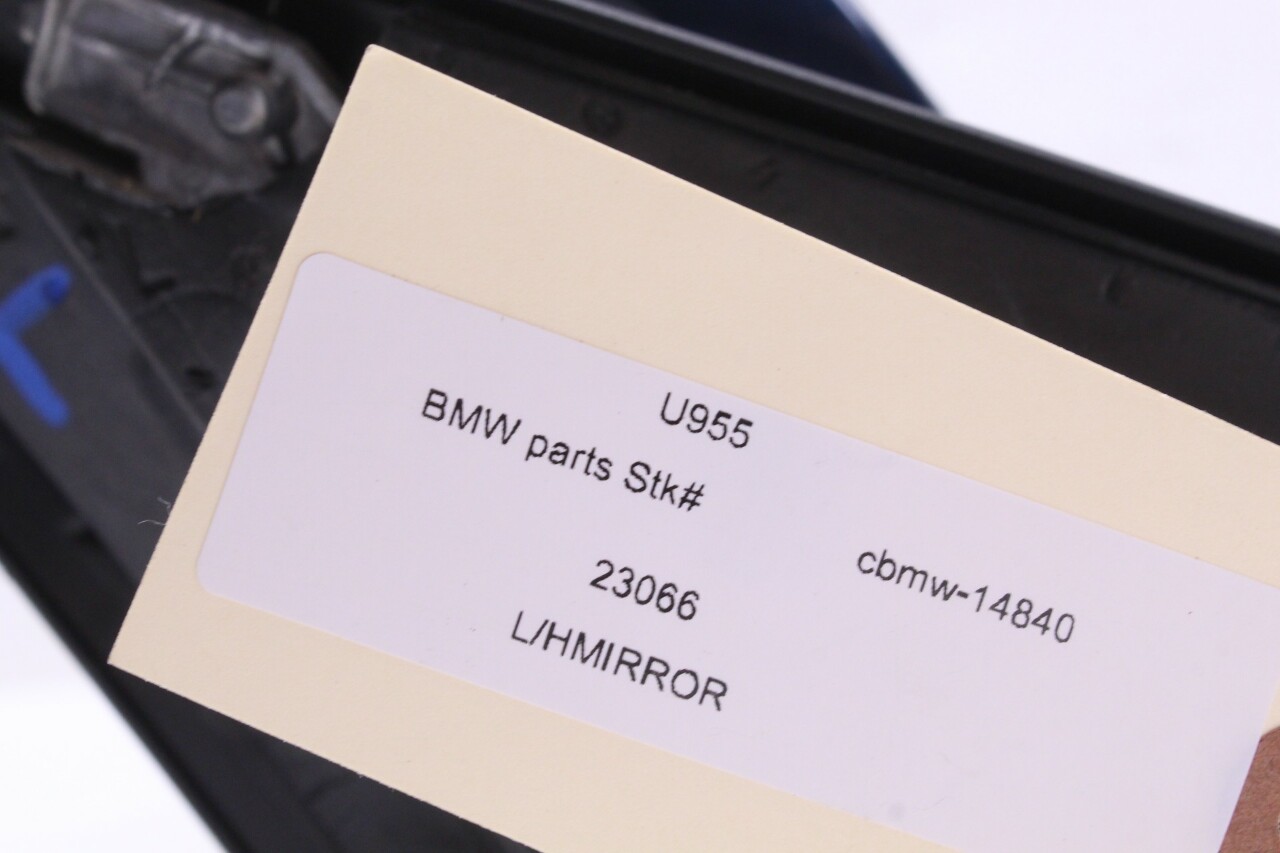 U955
BMW parts Stk#
cbmw-14840
23066
L/HMIRROR
L